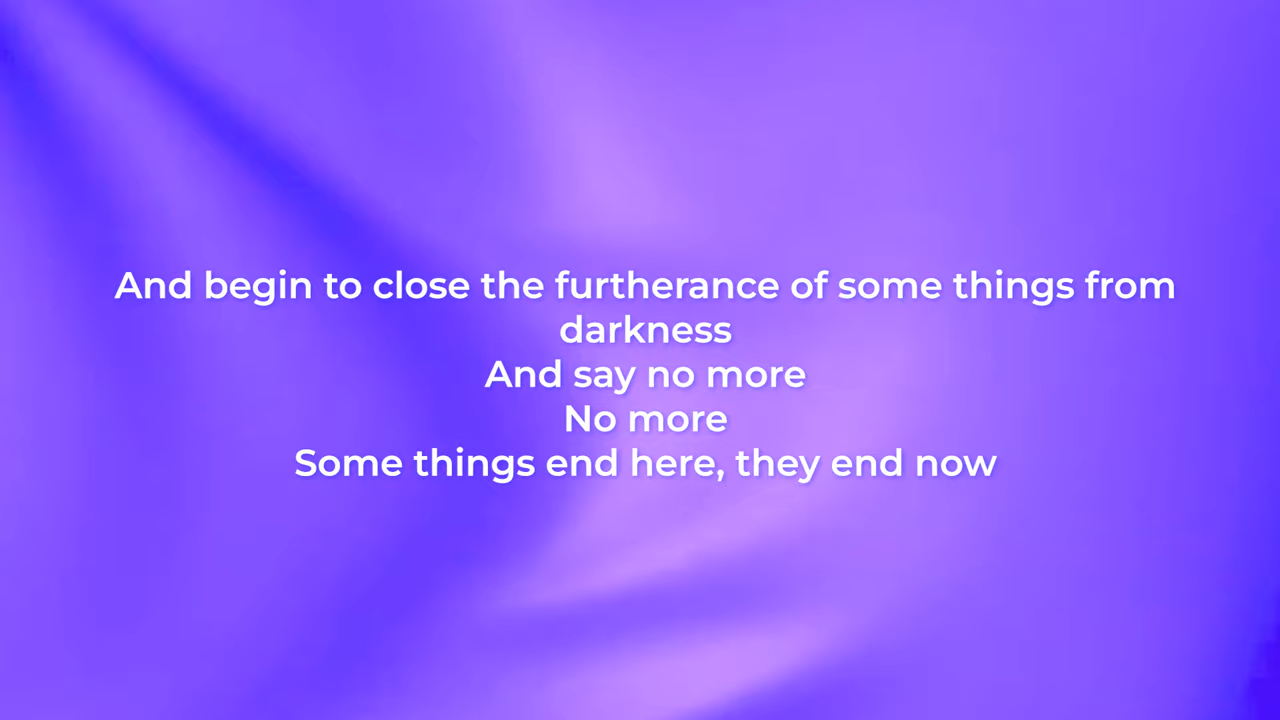 And begin to close the furtherance of some things from
darkness
And say no more
No more
Some things end here, they end now